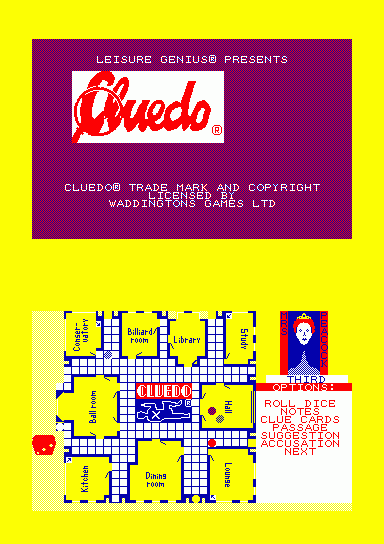 LEISURE GENIUS® PRESENTS
Cluedo®
CLUEDO® TRADE MARK AND COPYRIGHT
LICENSED BY
WADDINGTONS GAMES LTD
Conser-
vatory
Billiard
room
Library
Study
Ball room
CLUEDO
®
Hall
Kitchen
Dining
room
Lounge
THIRD
OPTIONS:
ROLL DICE
NOTES
CLUE CARDS
PASSAGE
SUGGESTION
ACCUSATION
NEXT